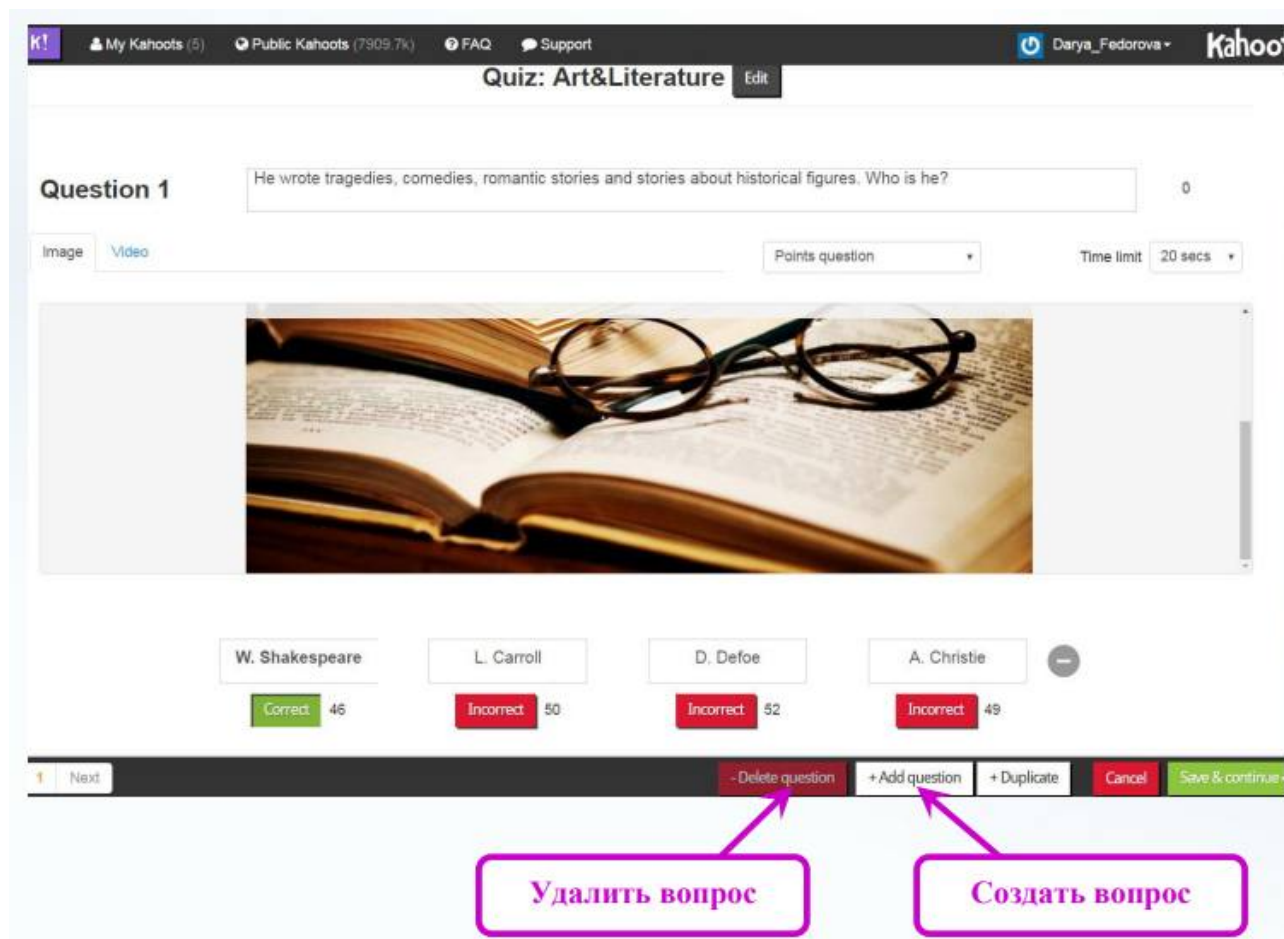 K! My Kahoots (5) Public Kahoots (7909.7k) FAQ Support Darya_Fedorova Kahoo
Quiz: Art&Literature Edit
Question 1 He wrote tragedies, comedies, romantic stories and stories about historical figures. Who is he? 0
Image Video Points question Time limit 20 secs
W. Shakespeare L. Carroll D. Defoe A. Christie
Correct 46 Incorrect 50 Incorrect 52 Incorrect 49
1 Next - Delete question + Add question + Duplicate Cancel Save & continue
Удалить вопрос Создать вопрос